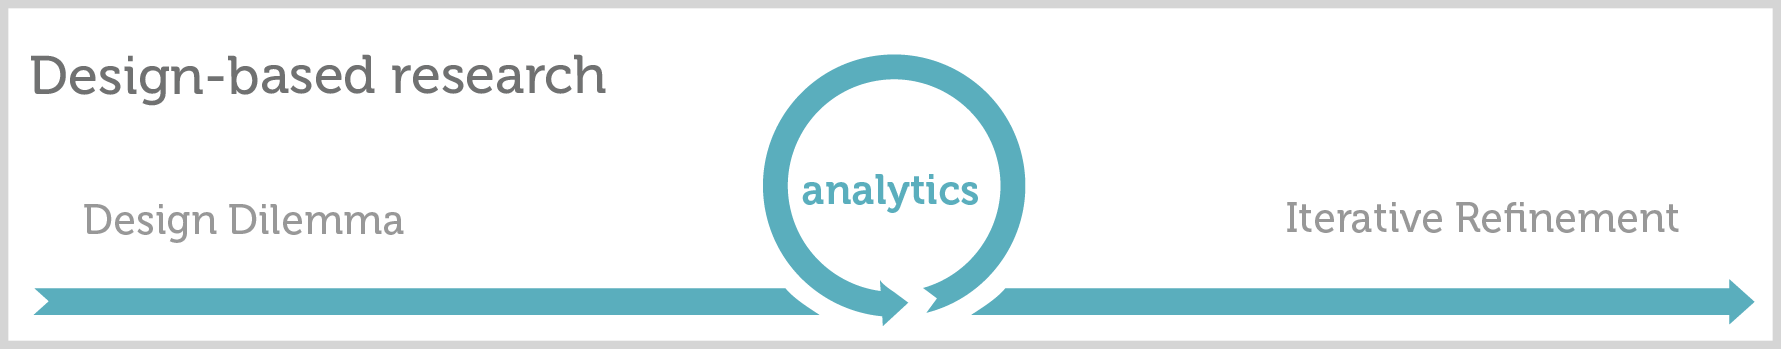 Design-based research
analytics
Design Dilemma
Iterative Refinement